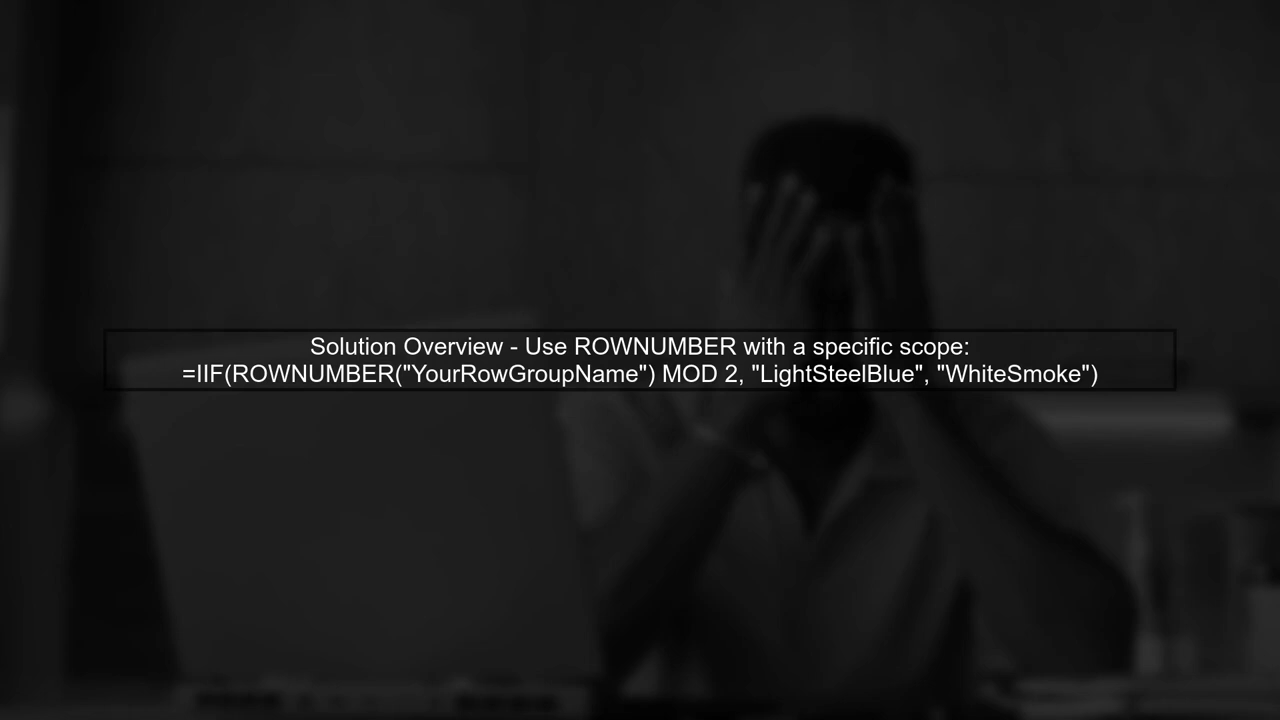 Solution Overview - Use ROWNUMBER with a specific scope:
=IIF(ROWNUMBER("YourRowGroupName") MOD 2, "LightSteelBlue", "WhiteSmoke")